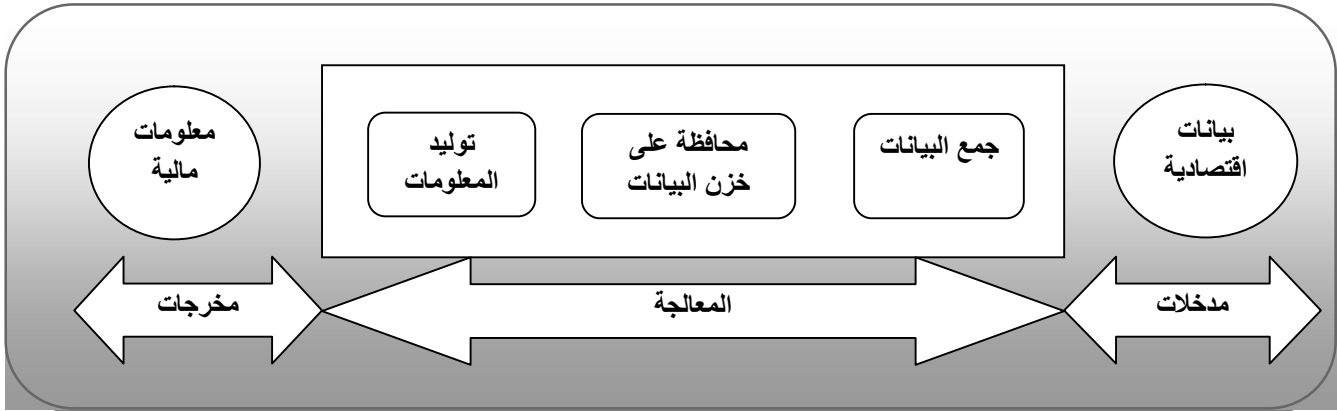 بيانات
اقتصادية
جمع البيانات
محافظة على
خزن البيانات
توليد
المعلومات
معلومات
مالية
مدخلات
المعالجة
مخرجات